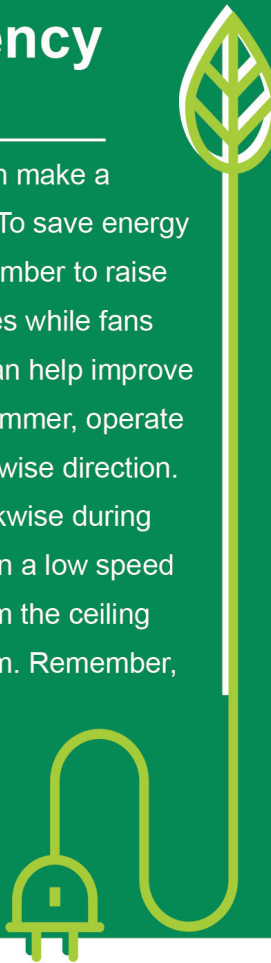 ency
n make a
To save energy
mber to raise
es while fans
an help improve
mmer, operate
wise direction.
kwise during
n a low speed
m the ceiling
m. Remember,